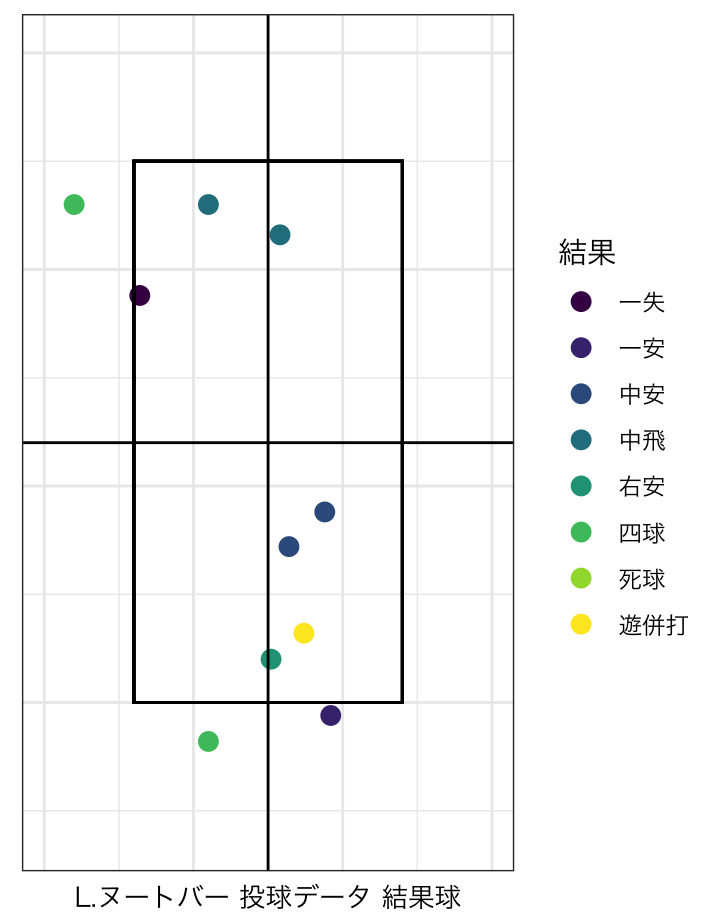 結果
一失
一安
中安
中飛
右安
四球
死球
遊併打
L.ヌートバー 投球データ 結果球